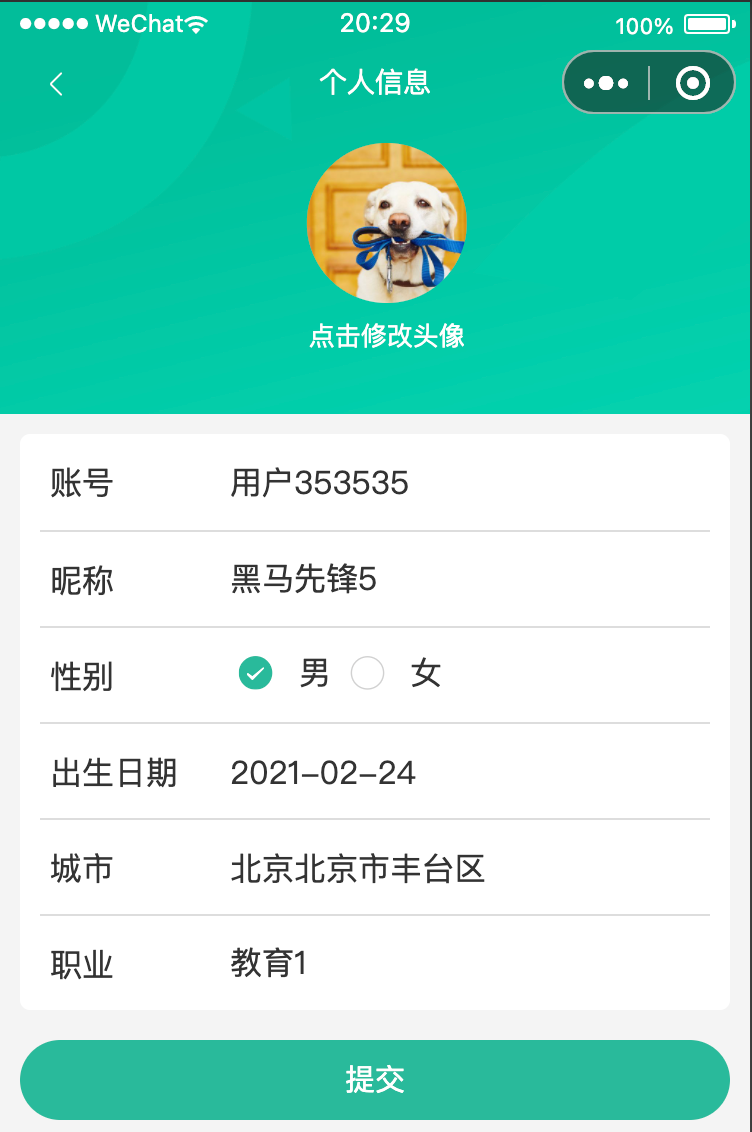 WeChat 20:29 100%
个人信息
点击修改头像
账号 用户353535
昵称 黑马先锋5
性别 男 女
出生日期 2021-02-24
城市 北京北京市丰台区
职业 教育1
提交